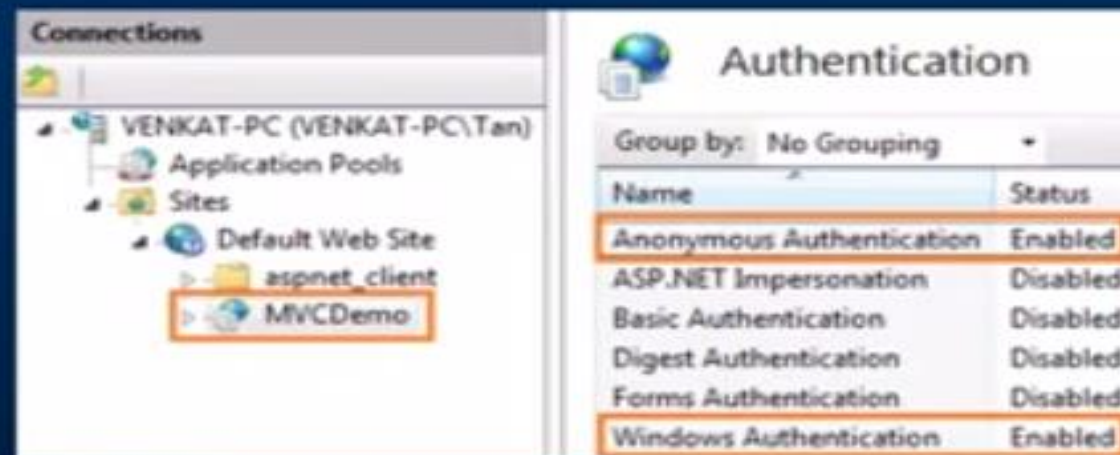 Connections
VENKAT-PC (VENKAT-PC\Tan)
Application Pools
Sites
Default Web Site
aspnet_client
MVCDemo
Authentication
Group by: No Grouping
Name Status
Anonymous Authentication Enabled
ASP.NET Impersonation Disabled
Basic Authentication Disabled
Digest Authentication Disabled
Forms Authentication Disabled
Windows Authentication Enabled